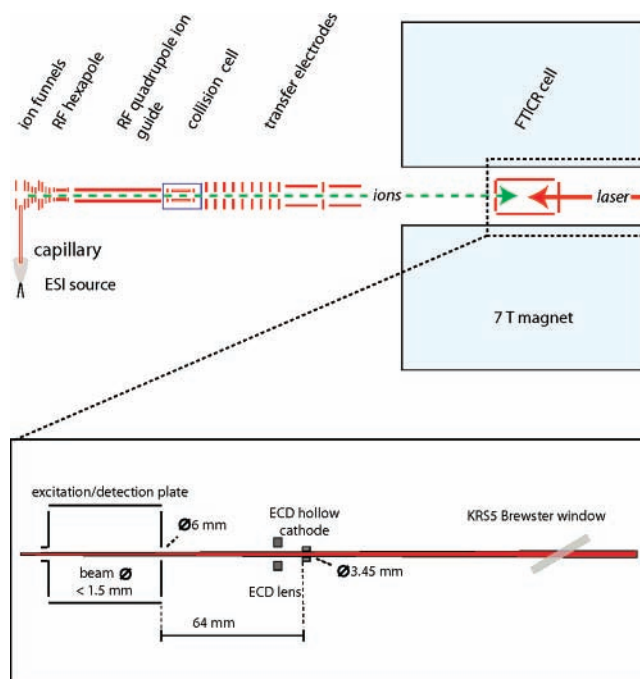 ion funnels
RF hexapole
RF quadrupole ion
guide
collision cell
transfer electrodes
FTICR cell
ions
laser
capillary
ESI source
7 T magnet
excitation/detection plate
Ø6 mm
ECD hollow
cathode
KRS5 Brewster window
beam Ø
< 1.5 mm
ECD lens
Ø3.45 mm
64 mm